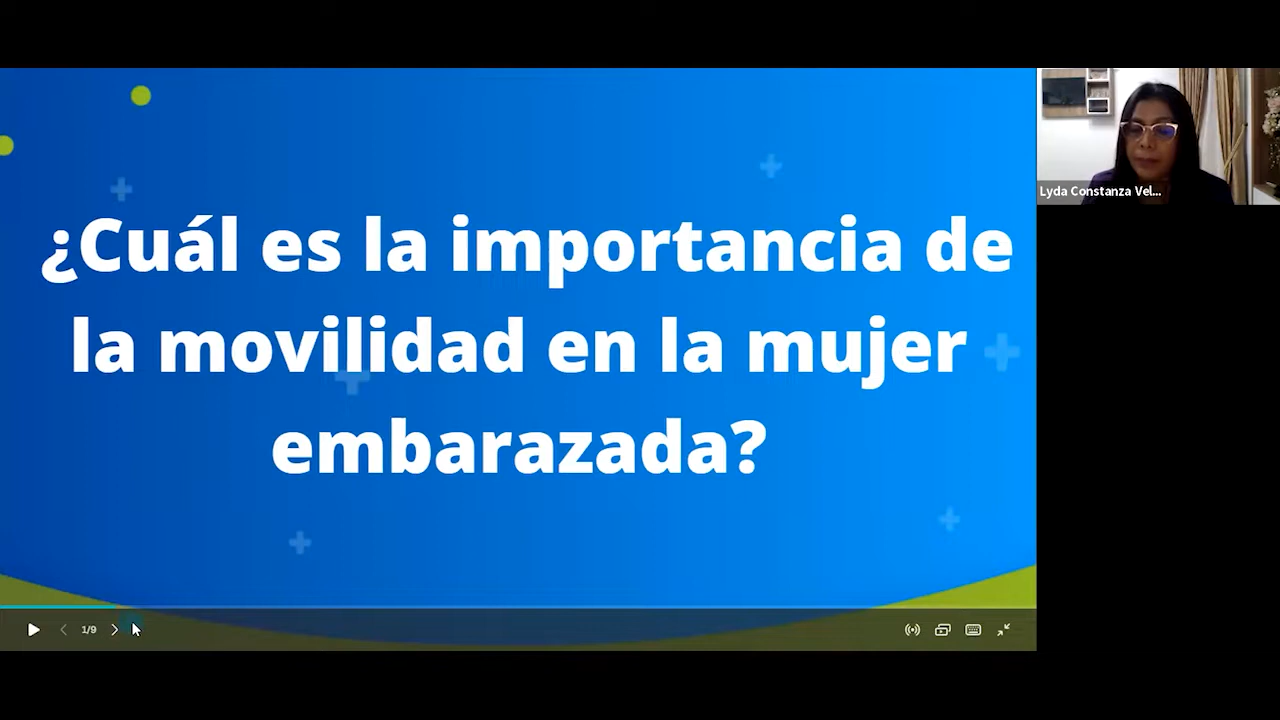 ¿Cuál es la importancia de
la movilidad en la mujer
embarazada?
Lyda Constanza Vel...
1/9